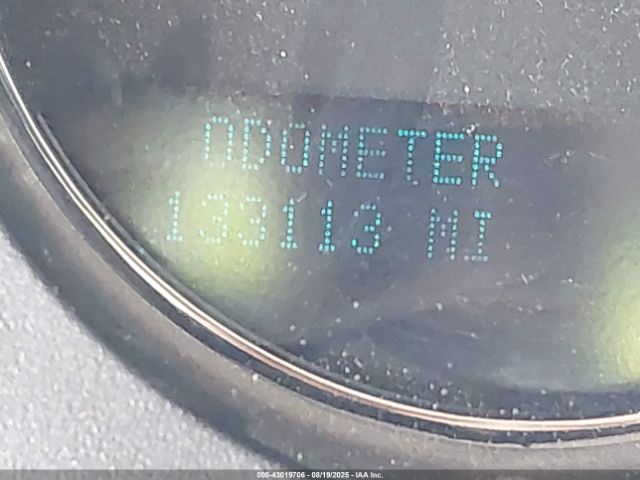 ODOMETER
133113 MI
000-43019706 - 08/19/2025 - IAA Inc.